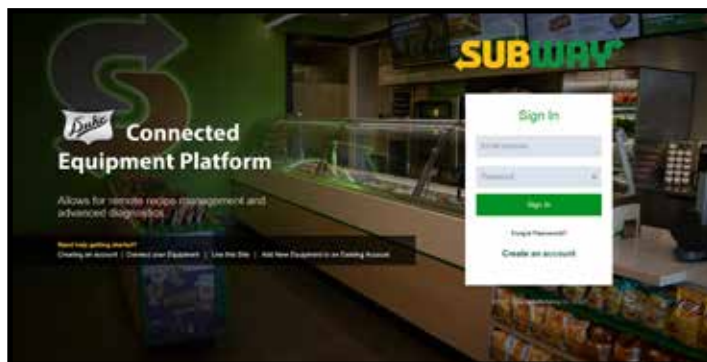 SUBWAY
Duke Connected
Equipment Platform
Allows for remote recipe management and
advanced diagnostics.
Need help getting started?
Creating an account | Connect your Equipment | Use this Site | Add New Equipment to an Existing Account
Sign In
Email address
Password
Sign In
Forgot Password?
Create an account